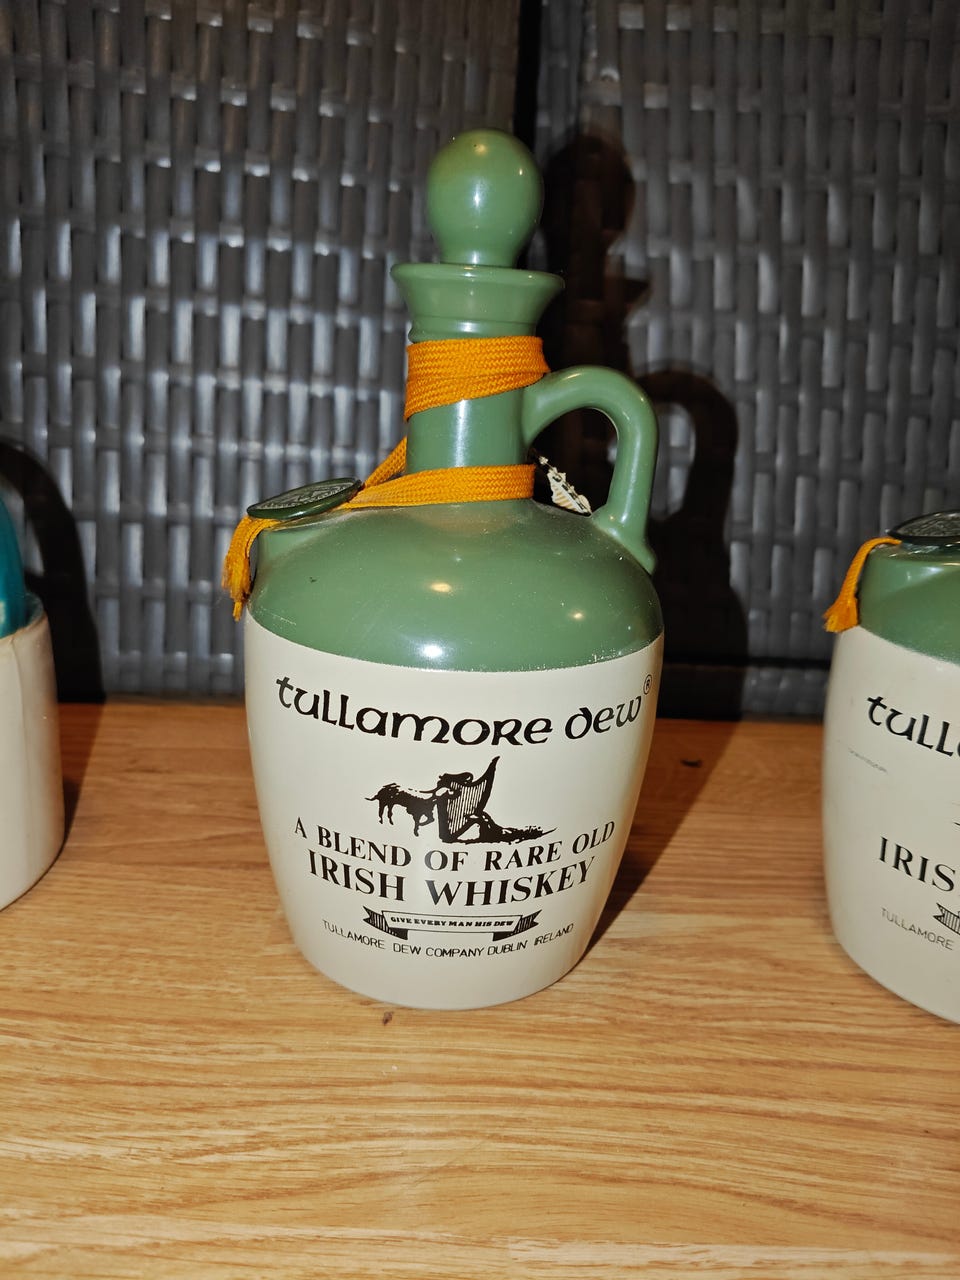 tullamore dew®
A BLEND OF RARE OLD
IRISH WHISKEY
GIVE EVERY MAN HIS DEW
TULLAMORE DEW COMPANY DUBLIN IRELAND
tull
IRIS
TULLAMORE